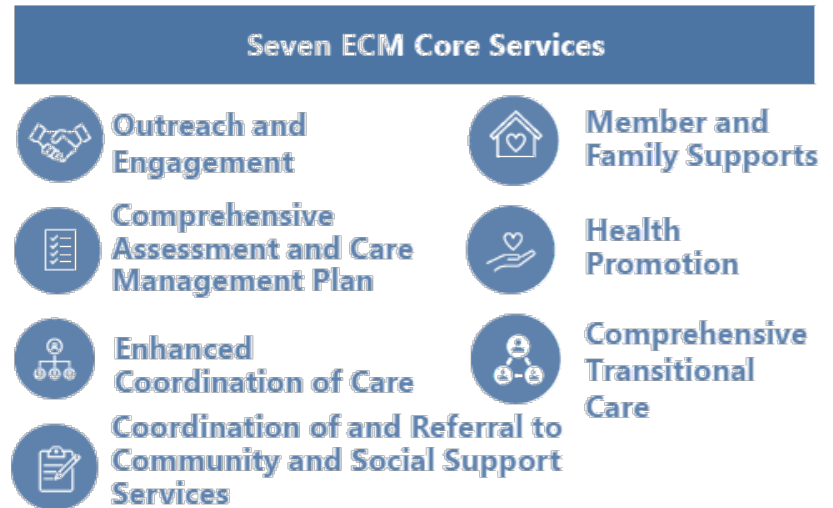 Seven ECM Core Services
Outreach and
Engagement
Comprehensive
Assessment and Care
Management Plan
Enhanced
Coordination of Care
Coordination of and Referral to
Community and Social Support
Services
Member and
Family Supports
Health
Promotion
Comprehensive
Transitional
Care